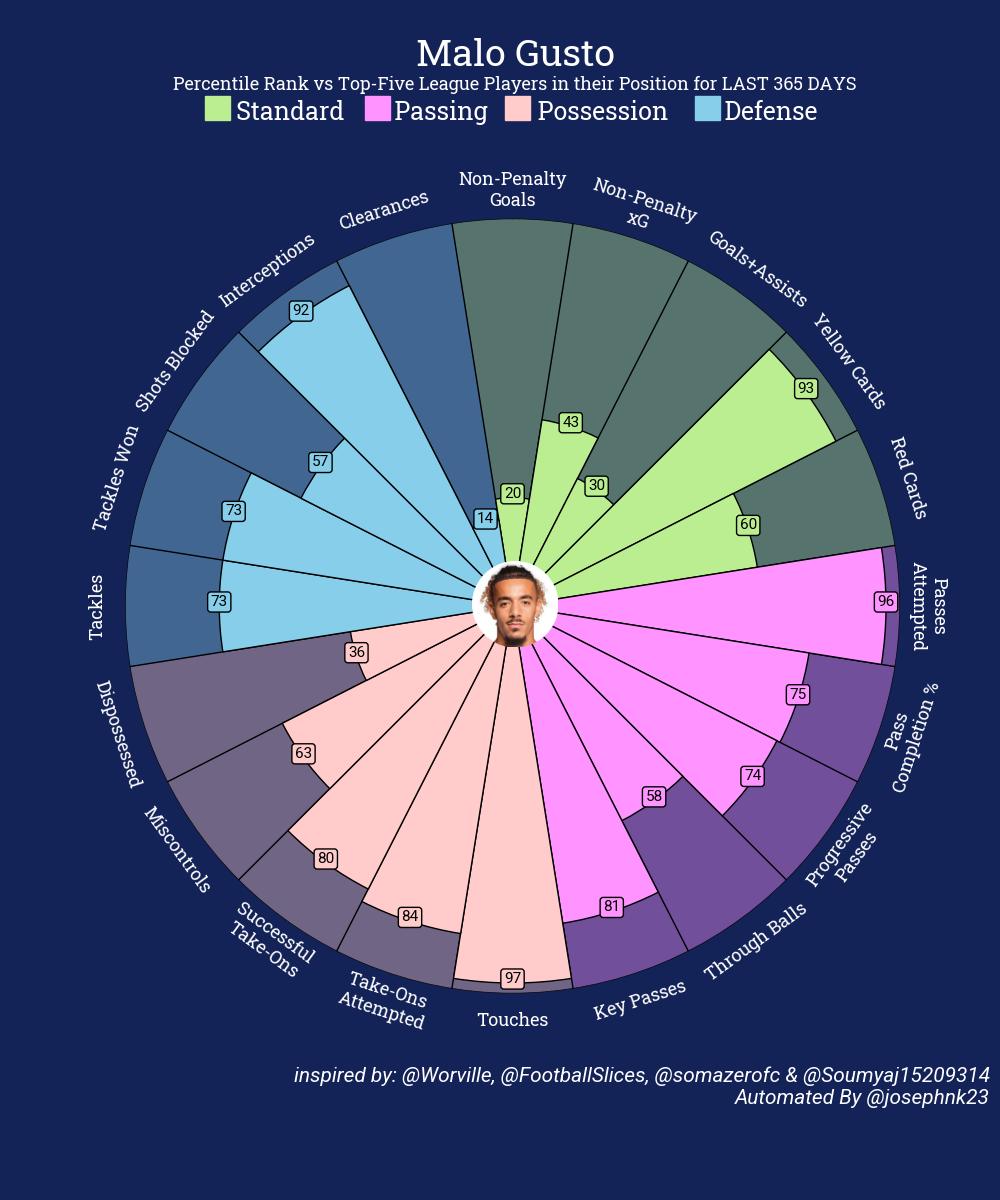 Malo Gusto
Percentile Rank vs Top-Five League Players in their Position for LAST 365 DAYS
Standard Passing Possession Defense
Non-Penalty
Goals
Non-Penalty
xG
Goals+Assists
Yellow Cards
Red Cards
Passes
Attempted
Pass
Completion %
Progressive
Passes
Through Balls
Key Passes
Touches
Take-Ons
Attempted
Successful
Take-Ons
Miscontrols
Dispossessed
Tackles
Tackles Won
Shots Blocked
Interceptions
Clearances
20
43
30
93
60
96
75
74
58
81
97
84
80
63
36
73
73
57
92
14
inspired by: @Worville, @FootballSlices, @somazerofc & @Soumyaj15209314
Automated By @josephnk23